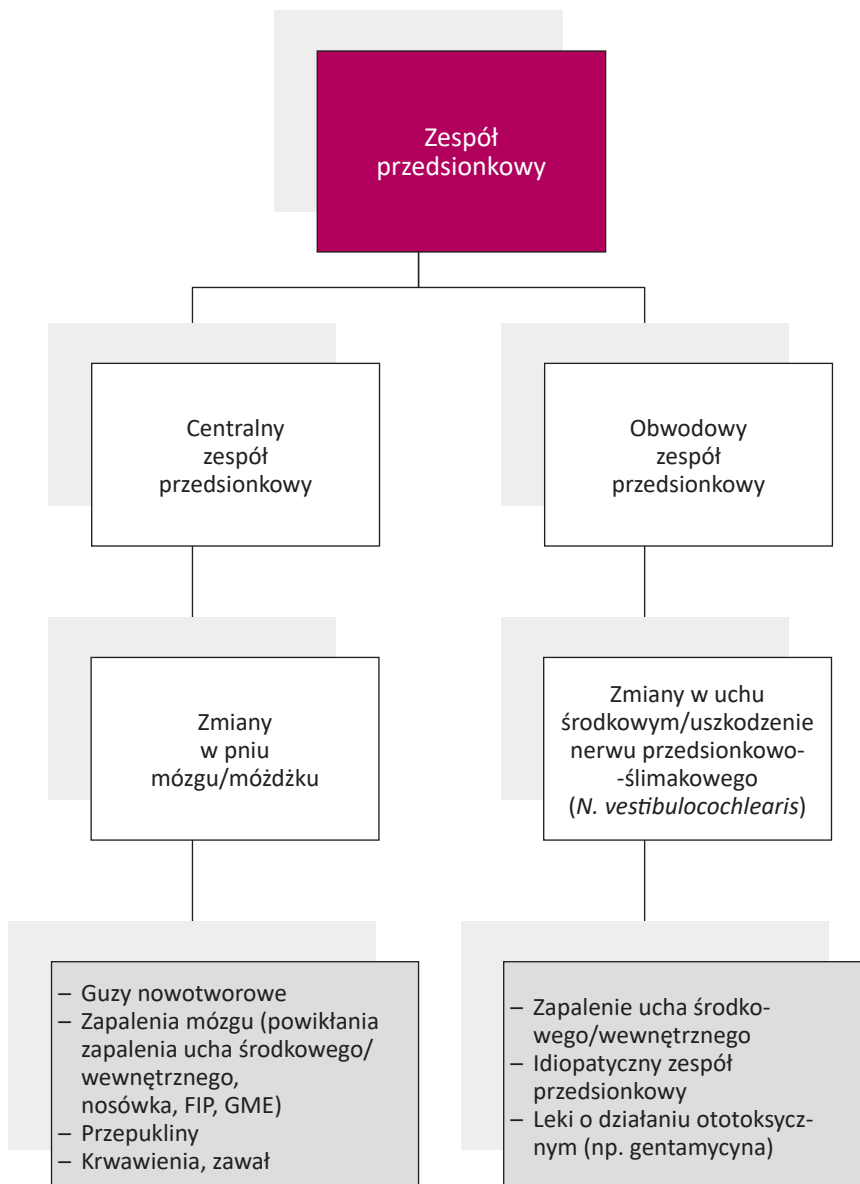 Zespół
przedsionkowy
Centralny
zespół
przedsionkowy
Obwodowy
zespół
przedsionkowy
Zmiany
w pniu
mózgu/móżdżku
Zmiany w uchu
środkowym/uszkodzenie
nerwu przedsionkowo-
-ślimakowego
(N. vestibulocochlearis)
– Guzy nowotworowe
– Zapalenia mózgu (powikłania
zapalenia ucha środkowego/
wewnętrznego,
nosówka, FIP, GME)
– Przepukliny
– Krwawienia, zawał
– Zapalenie ucha środko-
wego/wewnętrznego
– Idiopatyczny zespół
przedsionkowy
– Leki o działaniu ototoksycz-
nym (np. gentamycyna)